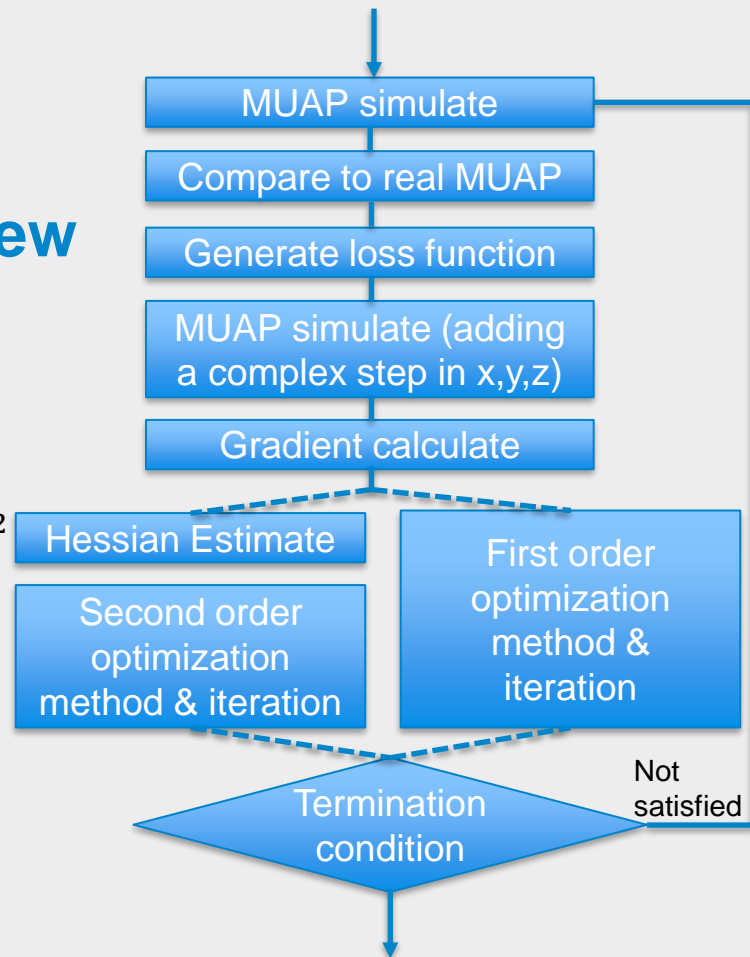 MUAP simulate
Compare to real MUAP
ew
Generate loss function
MUAP simulate (adding
a complex step in x,y,z)
Gradient calculate
2
Hessian Estimate
Second order
optimization
method & iteration
First order
optimization
method &
iteration
Not
satisfied
Termination
condition